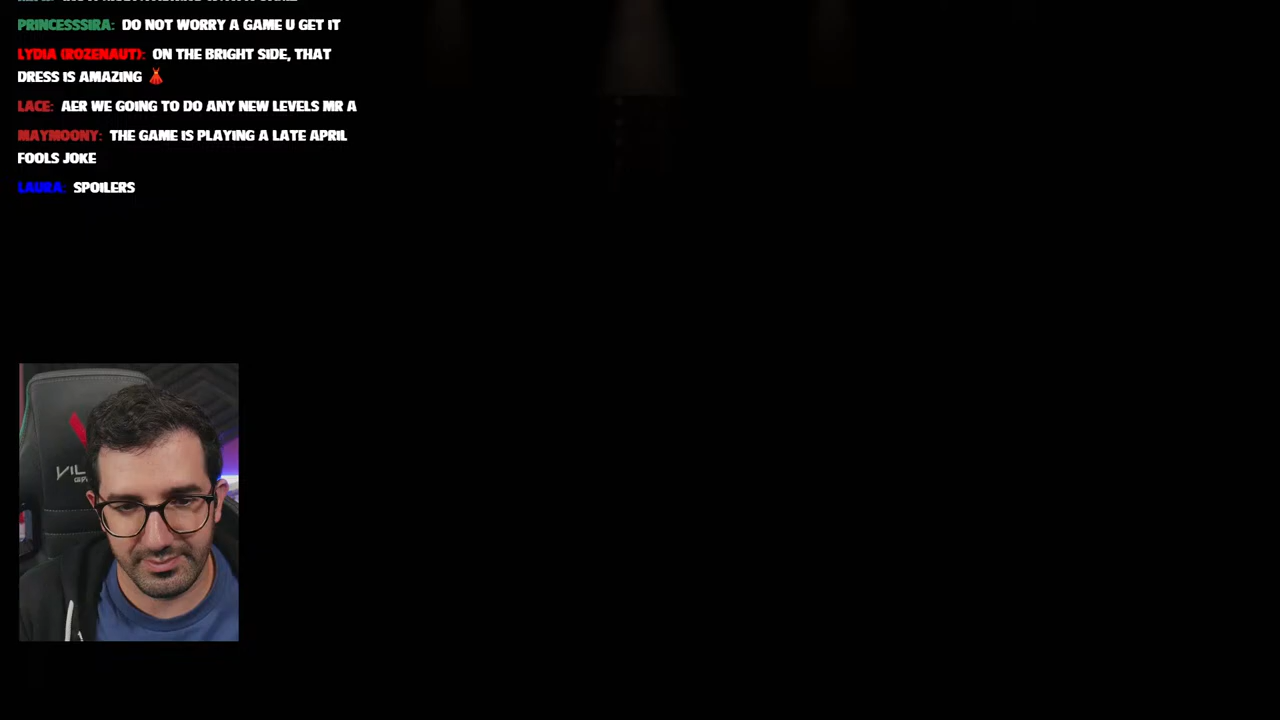 PRINCESSSIRA: DO NOT WORRY A GAME U GET IT
LYDIA (ROZENAUT): ON THE BRIGHT SIDE, THAT
DRESS IS AMAZING 👗
LACE: AER WE GOING TO DO ANY NEW LEVELS MR A
MAYMOONY: THE GAME IS PLAYING A LATE APRIL
FOOLS JOKE
LAURA: SPOILERS